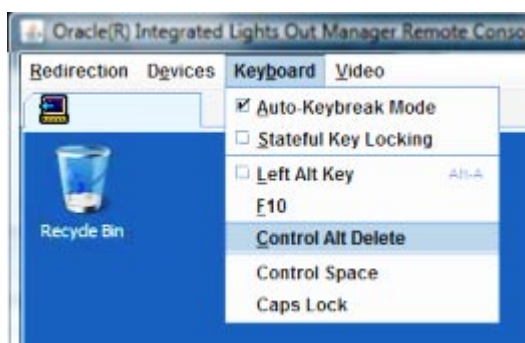 Oracle(R) Integrated Lights Out Manager Remote Conso
Redirection Devices Keyboard Video
Auto-Keybreak Mode
Stateful Key Locking
Left Alt Key Alt-A
F10
Control Alt Delete
Control Space
Caps Lock
Recycle Bin